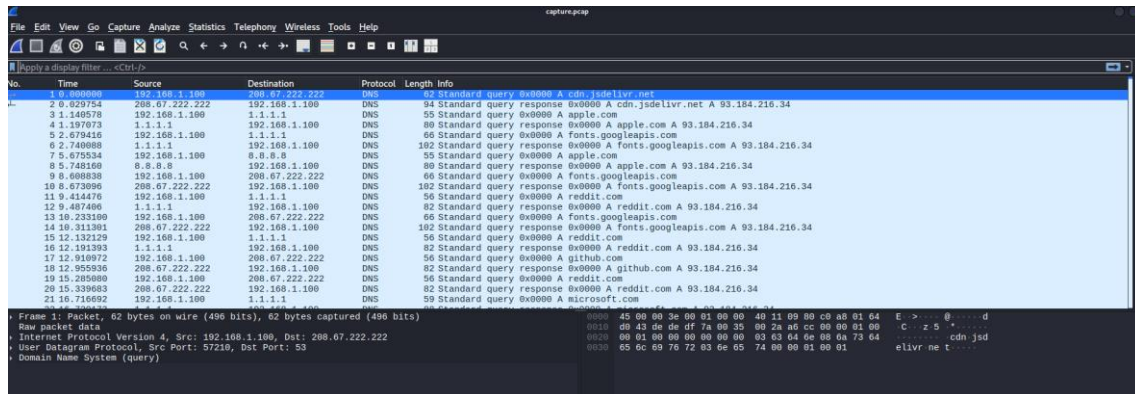 capture.pcap
File Edit View Go Capture Analyze Statistics Telephony Wireless Tools Help
Apply a display filter ... <Ctrl-/>
No. Time Source Destination Protocol Length Info
1 0.000000 192.168.1.100 208.67.222.222 DNS 62 Standard query 0x0000 A cdn.jsdelivr.net
2 0.029754 208.67.222.222 192.168.1.100 DNS 94 Standard query response 0x0000 A cdn.jsdelivr.net A 93.184.216.34
3 1.140578 192.168.1.100 1.1.1.1 DNS 55 Standard query 0x0000 A apple.com
4 1.197073 1.1.1.1 192.168.1.100 DNS 80 Standard query response 0x0000 A apple.com A 93.184.216.34
5 2.679416 192.168.1.100 1.1.1.1 DNS 66 Standard query 0x0000 A fonts.googleapis.com
6 2.740088 1.1.1.1 192.168.1.100 DNS 102 Standard query response 0x0000 A fonts.googleapis.com A 93.184.216.34
7 5.675534 192.168.1.100 8.8.8.8 DNS 55 Standard query 0x0000 A apple.com
8 5.748160 8.8.8.8 192.168.1.100 DNS 80 Standard query response 0x0000 A apple.com A 93.184.216.34
9 8.608838 192.168.1.100 208.67.222.222 DNS 66 Standard query 0x0000 A fonts.googleapis.com
10 8.673096 208.67.222.222 192.168.1.100 DNS 102 Standard query response 0x0000 A fonts.googleapis.com A 93.184.216.34
11 9.414476 192.168.1.100 1.1.1.1 DNS 56 Standard query 0x0000 A reddit.com
12 9.487406 1.1.1.1 192.168.1.100 DNS 82 Standard query response 0x0000 A reddit.com A 93.184.216.34
13 10.233100 192.168.1.100 208.67.222.222 DNS 66 Standard query 0x0000 A fonts.googleapis.com
14 10.311301 208.67.222.222 192.168.1.100 DNS 102 Standard query response 0x0000 A fonts.googleapis.com A 93.184.216.34
15 12.132129 192.168.1.100 1.1.1.1 DNS 56 Standard query 0x0000 A reddit.com
16 12.191393 1.1.1.1 192.168.1.100 DNS 82 Standard query response 0x0000 A reddit.com A 93.184.216.34
17 12.910972 192.168.1.100 208.67.222.222 DNS 56 Standard query 0x0000 A github.com
18 12.955936 208.67.222.222 192.168.1.100 DNS 82 Standard query response 0x0000 A github.com A 93.184.216.34
19 15.285080 192.168.1.100 208.67.222.222 DNS 56 Standard query 0x0000 A reddit.com
20 15.339683 208.67.222.222 192.168.1.100 DNS 82 Standard query response 0x0000 A reddit.com A 93.184.216.34
21 16.716692 192.168.1.100 1.1.1.1 DNS 59 Standard query 0x0000 A microsoft.com
Frame 1: Packet, 62 bytes on wire (496 bits), 62 bytes captured (496 bits)
Raw packet data
Internet Protocol Version 4, Src: 192.168.1.100, Dst: 208.67.222.222
User Datagram Protocol, Src Port: 57210, Dst Port: 53
Domain Name System (query)
0000 45 00 00 3e 00 01 00 00 40 11 09 80 c0 a8 01 64 E··>····@······d
0010 d0 43 de de df 7a 00 35 00 2a a6 cc 00 00 01 00 ·C···z·5·*······
0020 00 01 00 00 00 00 00 00 03 63 64 6e 08 6a 73 64 ·········cdn·jsd
0030 65 6c 69 76 72 03 6e 65 74 00 00 01 00 01 elivr·net·····